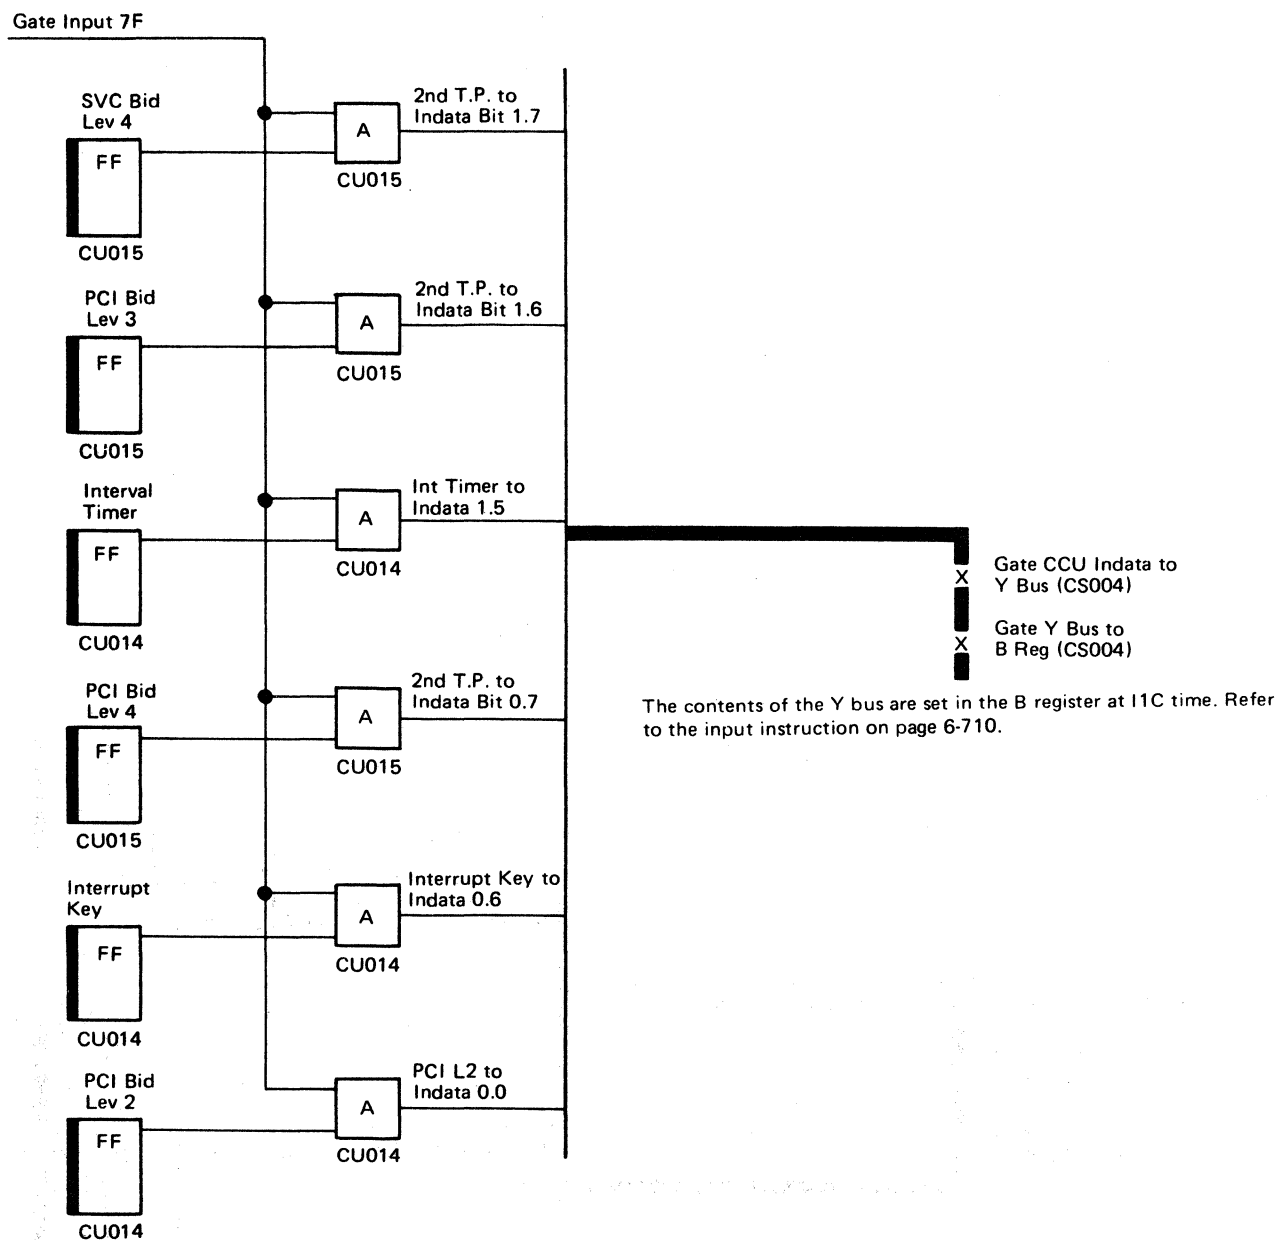 Gate Input 7F
SVC Bid
Lev 4
FF
CU015
A
CU015
2nd T.P. to
Indata Bit 1.7
PCI Bid
Lev 3
FF
CU015
A
CU015
2nd T.P. to
Indata Bit 1.6
Interval
Timer
FF
CU014
A
CU014
Int Timer to
Indata 1.5
PCI Bid
Lev 4
FF
CU015
A
CU015
2nd T.P. to
Indata Bit 0.7
Interrupt
Key
FF
CU014
A
CU014
Interrupt Key to
Indata 0.6
PCI Bid
Lev 2
FF
CU014
A
CU014
PCI L2 to
Indata 0.0
X
Gate CCU Indata to
Y Bus (CS004)
X
Gate Y Bus to
B Reg (CS004)
The contents of the Y bus are set in the B register at I1C time. Refer
to the input instruction on page 6-710.